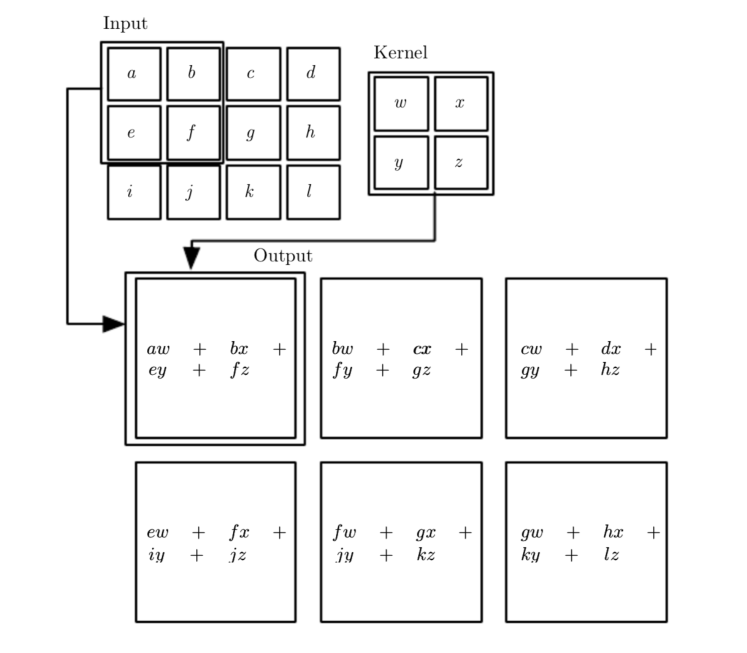 Input
Kernel
a b c d
w x
e f g h
y z
i j k l
Output
aw + bx +
ey + fz
bw + cx +
fy + gz
cw + dx +
gy + hz
ew + fx +
iy + jz
fw + gx +
jy + kz
gw + hx +
ky + lz